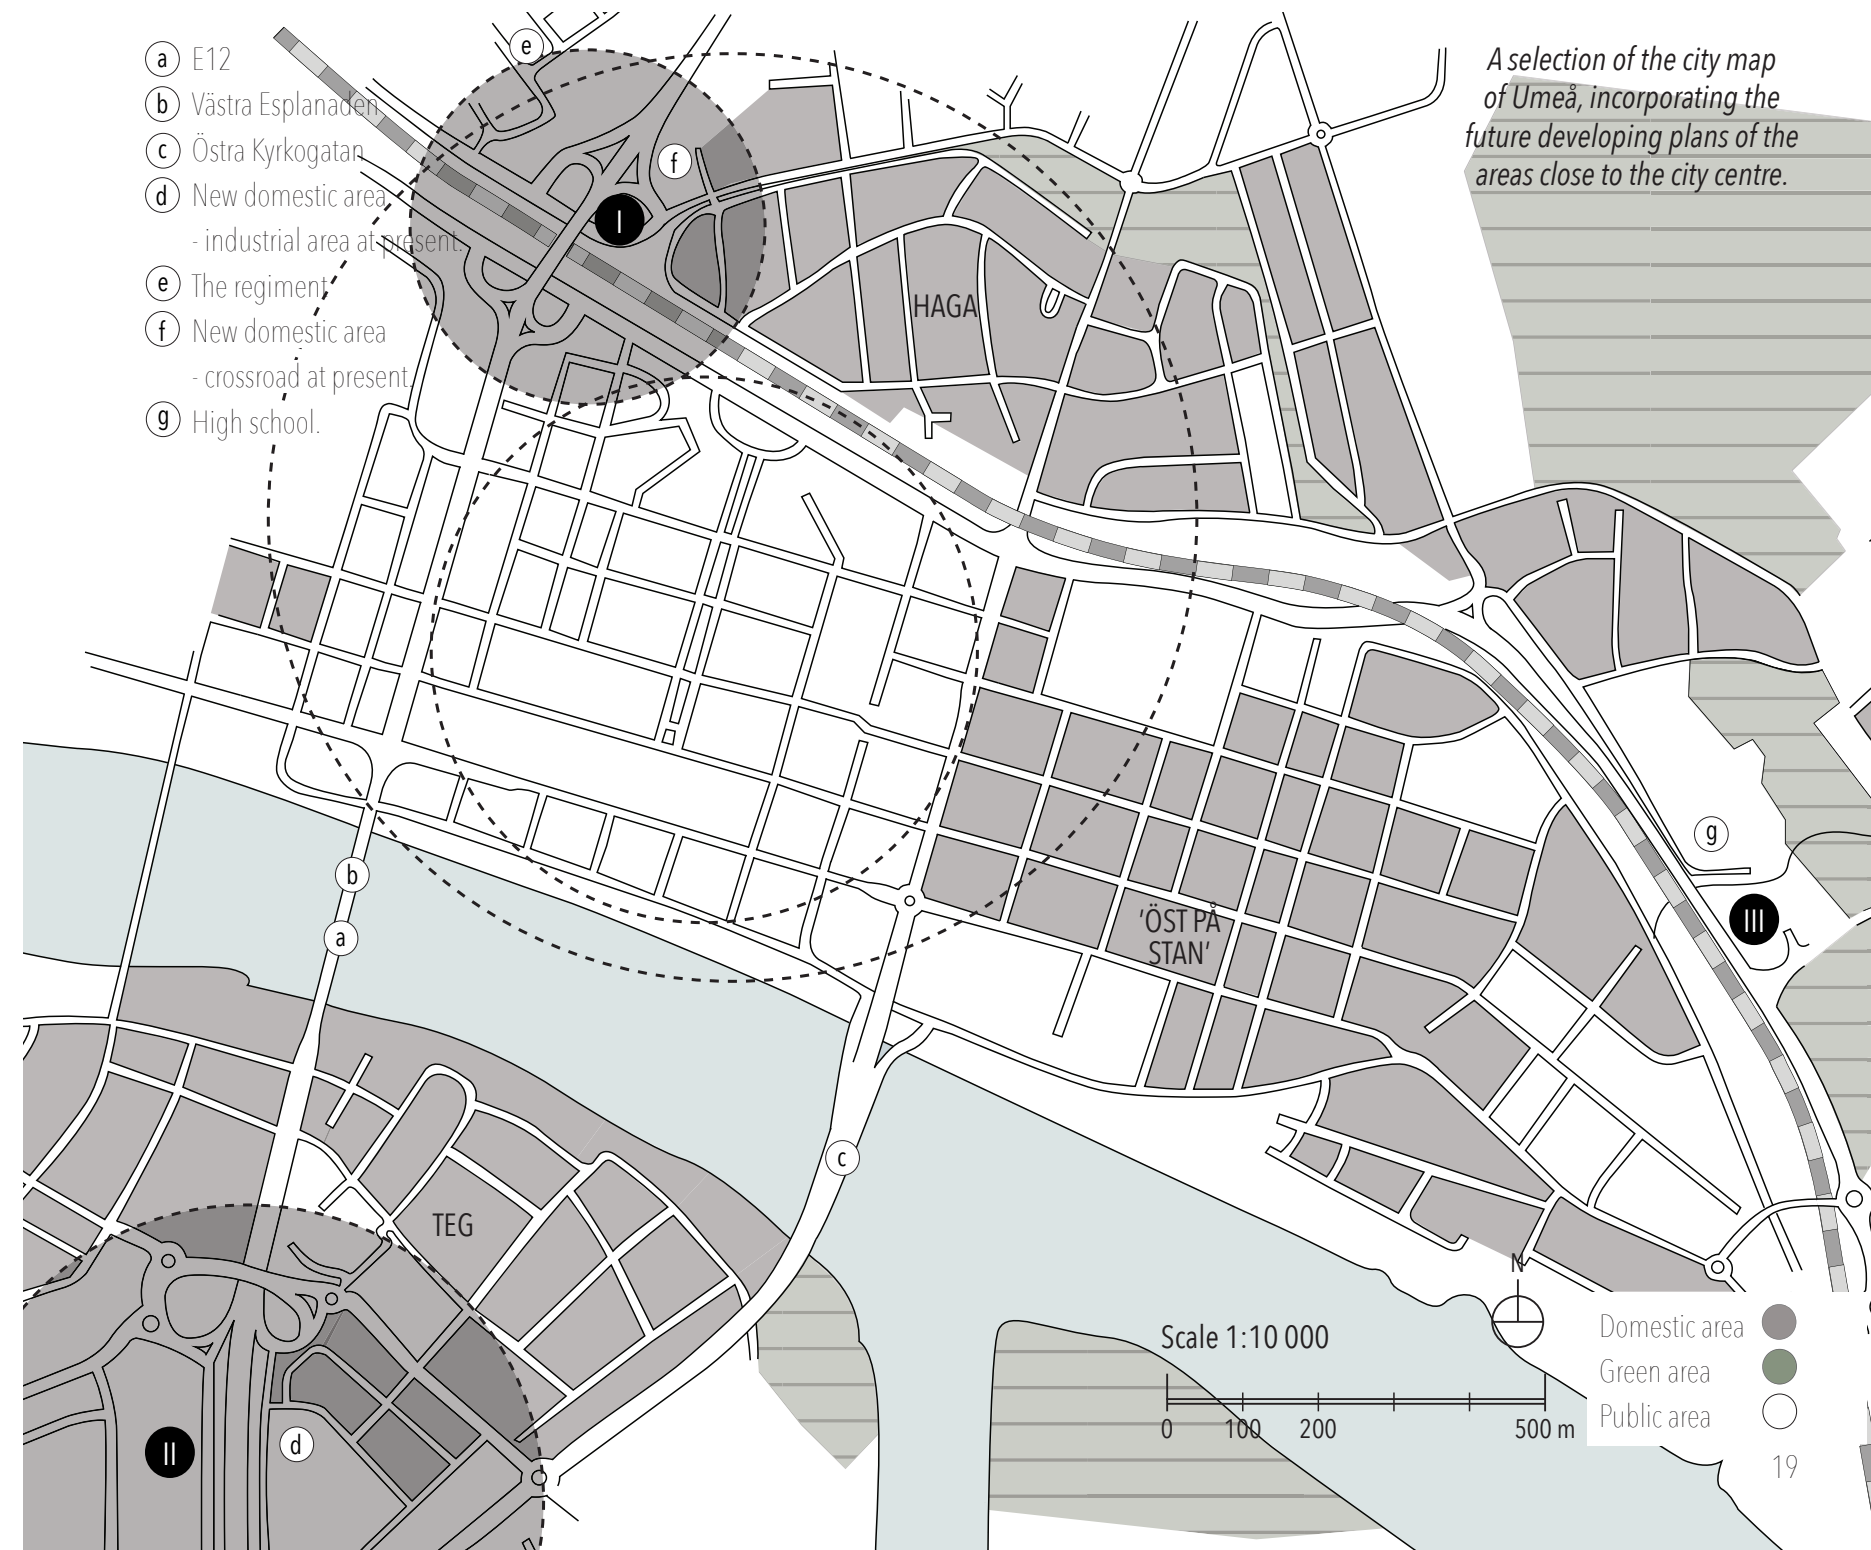 a E12
b Västra Esplanaden
c Östra Kyrkogatan
d New domestic area
- industrial area at present.
e The regiment
f New domestic area
- crossroad at present.
g High school.
A selection of the city map
of Umeå, incorporating the
future developing plans of the
areas close to the city centre.
e
f
I
HAGA
g
b
III
'ÖST PÅ
STAN'
a
c
TEG
N
Scale 1:10 000
0 100 200 500 m
Domestic area
Green area
Public area
d
II
19